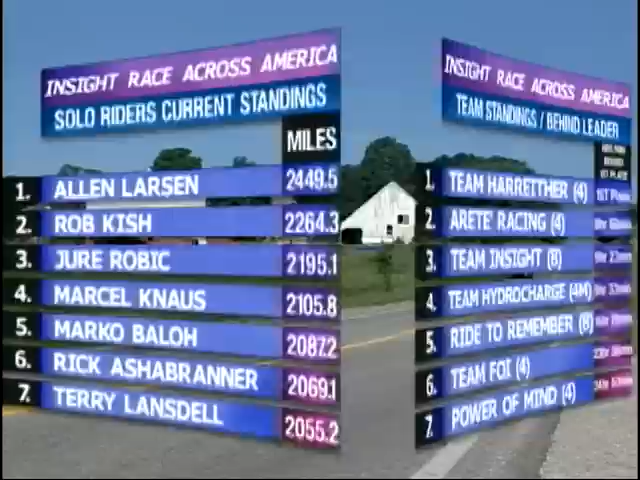 INSIGHT RACE ACROSS AMERICA
SOLO RIDERS CURRENT STANDINGS
MILES
1. ALLEN LARSEN 2449.5
2. ROB KISH 2264.3
3. JURE ROBIC 2195.1
4. MARCEL KNAUS 2105.8
5. MARKO BALOH 2087.2
6. RICK ASHABRANNER 2069.1
7. TERRY LANSDELL 2055.2
INSIGHT RACE ACROSS AMERICA
TEAM STANDINGS / BEHIND LEADER
1. TEAM HARRETTHER (4)
2. ARETE RACING (4)
3. TEAM INSIGHT (8)
4. TEAM HYDROCHARGE (4M)
5. RIDE TO REMEMBER (8)
6. TEAM FOI (4)
7. POWER OF MIND (4)